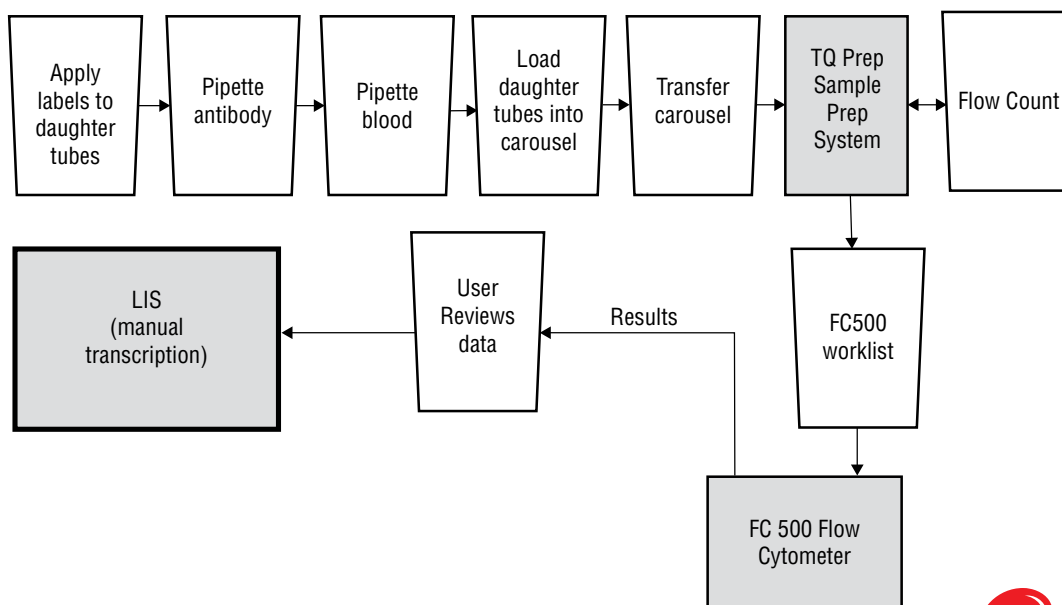 Apply
labels to
daughter
tubes
Pipette
antibody
Pipette
blood
Load
daughter
tubes into
carousel
Transfer
carousel
TQ Prep
Sample
Prep
System
Flow Count
LIS
(manual
transcription)
User
Reviews
data
Results
FC500
worklist
FC 500 Flow
Cytometer